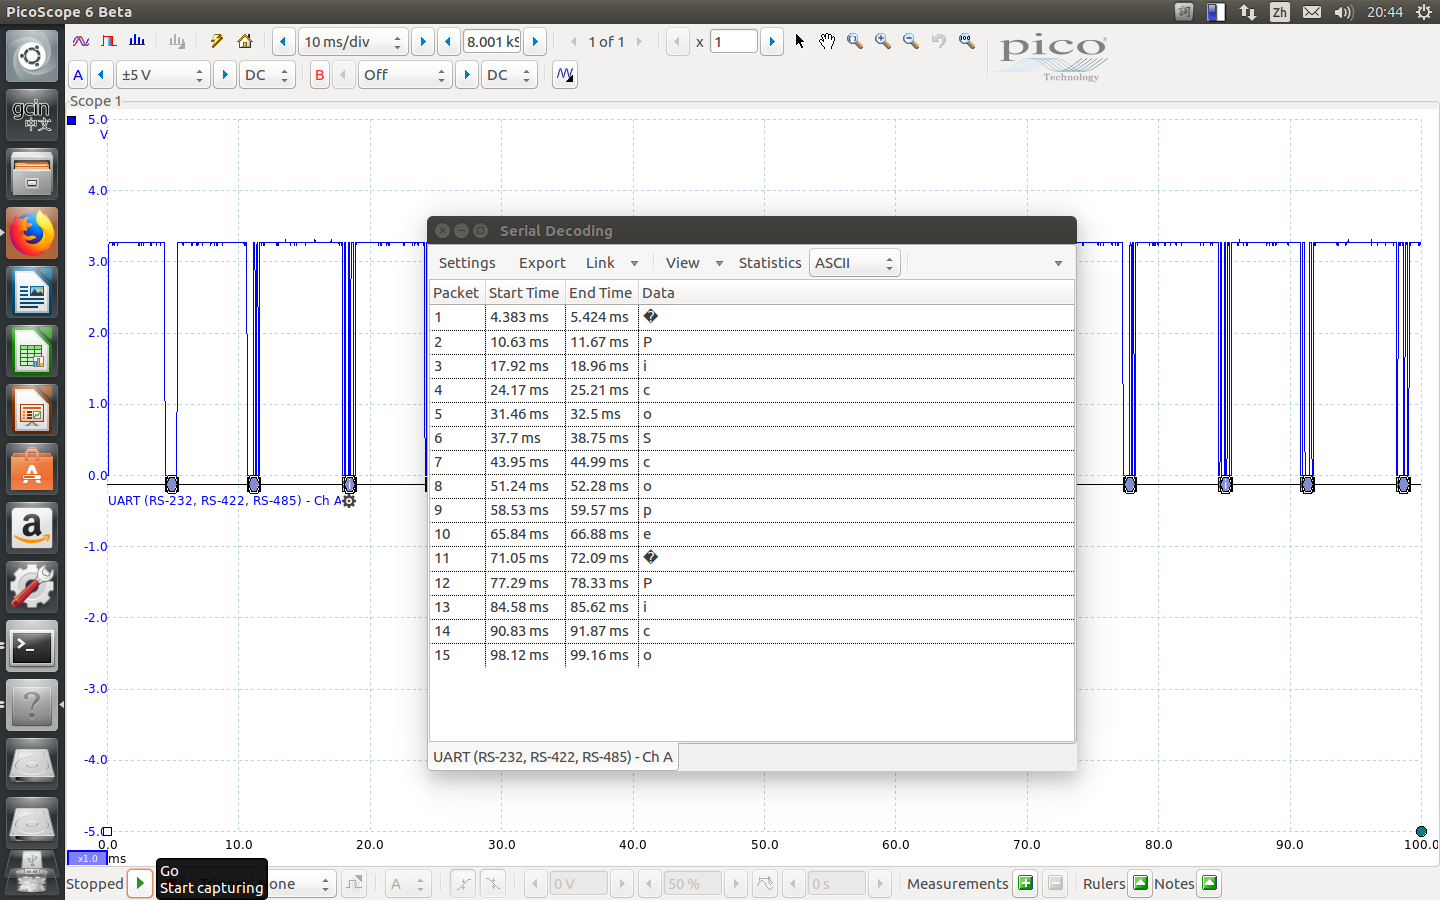 PicoScope 6 Beta
Zh
20:44
10 ms/div
8.001 kS
1 of 1
x 1
pico
Technology
A
±5 V
DC
B
Off
DC
gcin
中文
Scope 1
5.0
V
4.0
3.0
2.0
1.0
0.0
-1.0
-2.0
-3.0
-4.0
-5.0
UART (RS-232, RS-422, RS-485) - Ch A
Serial Decoding
Settings Export Link View Statistics ASCII
Packet Start Time End Time Data
1 4.383 ms 5.424 ms �
2 10.63 ms 11.67 ms P
3 17.92 ms 18.96 ms i
4 24.17 ms 25.21 ms c
5 31.46 ms 32.5 ms o
6 37.7 ms 38.75 ms S
7 43.95 ms 44.99 ms c
8 51.24 ms 52.28 ms o
9 58.53 ms 59.57 ms p
10 65.84 ms 66.88 ms e
11 71.05 ms 72.09 ms �
12 77.29 ms 78.33 ms P
13 84.58 ms 85.62 ms i
14 90.83 ms 91.87 ms c
15 98.12 ms 99.16 ms o
UART (RS-232, RS-422, RS-485) - Ch A
0.0 10.0 20.0 30.0 40.0 50.0 60.0 70.0 80.0 90.0 100.0
x1.0 ms
Go
Start capturing
Stopped
A
0 V
50 %
0 s
Measurements
Rulers
Notes